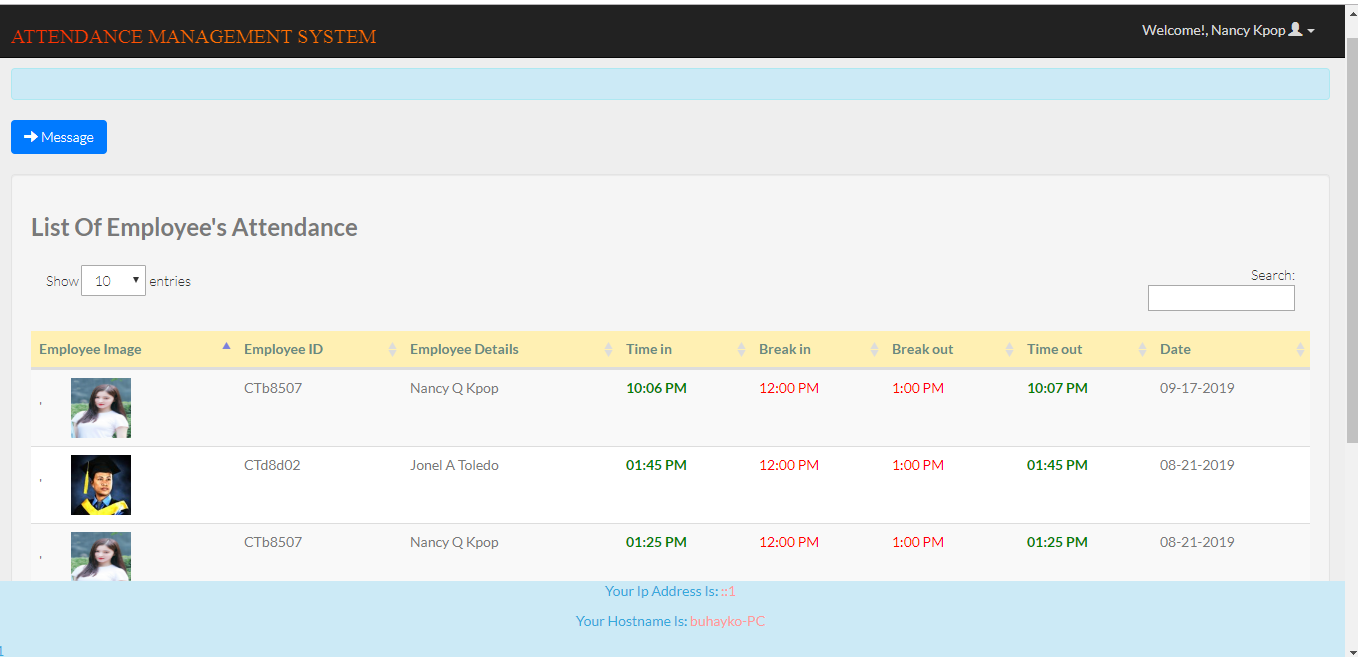 ATTENDANCE MANAGEMENT SYSTEM
Welcome!, Nancy Kpop
Message
List Of Employee's Attendance
Show 10 entries
Search:
Employee Image Employee ID Employee Details Time in Break in Break out Time out Date
, CTb8507 Nancy Q Kpop 10:06 PM 12:00 PM 1:00 PM 10:07 PM 09-17-2019
, CTd8d02 Jonel A Toledo 01:45 PM 12:00 PM 1:00 PM 01:45 PM 08-21-2019
, CTb8507 Nancy Q Kpop 01:25 PM 12:00 PM 1:00 PM 01:25 PM 08-21-2019
Your Ip Address Is: ::1
Your Hostname Is: buhayko-PC
1